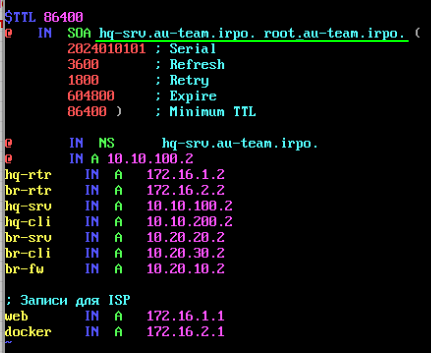 $TTL 86400
@ IN SOA hq-srv.au-team.irpo. root.au-team.irpo. (
2024010101 ; Serial
3600 ; Refresh
1800 ; Retry
604800 ; Expire
86400 ) ; Minimum TTL
@ IN NS hq-srv.au-team.irpo.
@ IN A 10.10.100.2
hq-rtr IN A 172.16.1.2
br-rtr IN A 172.16.2.2
hq-srv IN A 10.10.100.2
hq-cli IN A 10.10.200.2
br-srv IN A 10.20.20.2
br-cli IN A 10.20.30.2
br-fw IN A 10.20.10.2
; Записи для ISP
web IN A 172.16.1.1
docker IN A 172.16.2.1
~